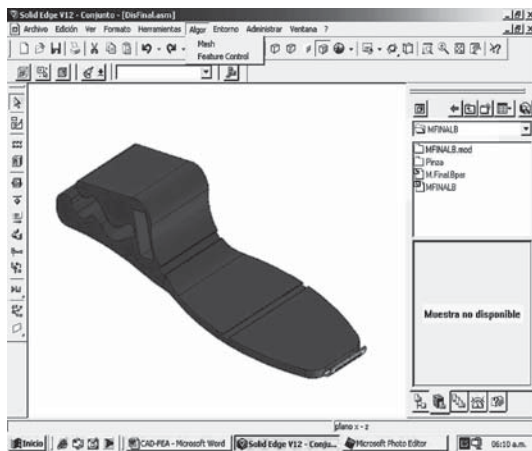 Solid Edge V12 - Conjunto - [DisFinal.asm]
Archivo Edición Ver Formato Herramientas Algor Entorno Administrar Ventana ?
Mesh
Feature Control
MFINALB
MFINALB.mod
Pinza
M.Final8par
MFINALB
Muestra no disponible
plano x - z
Inicio CAD-FEA - Microsoft Word Solid Edge V12 - Conju... Microsoft Photo Editor 06:10 a.m.